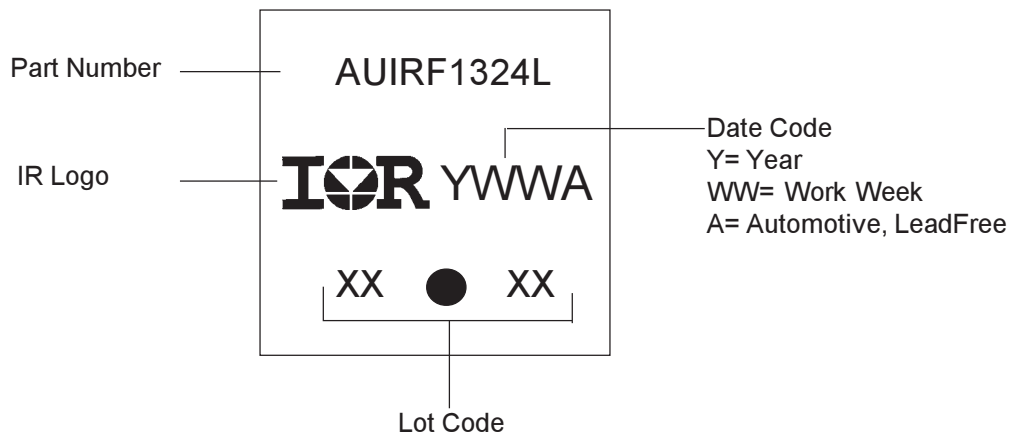 Part Number
AUIRF1324L
IR Logo
IOR YWWA
Date Code
Y= Year
WW= Work Week
A= Automotive, LeadFree
XX XX
Lot Code